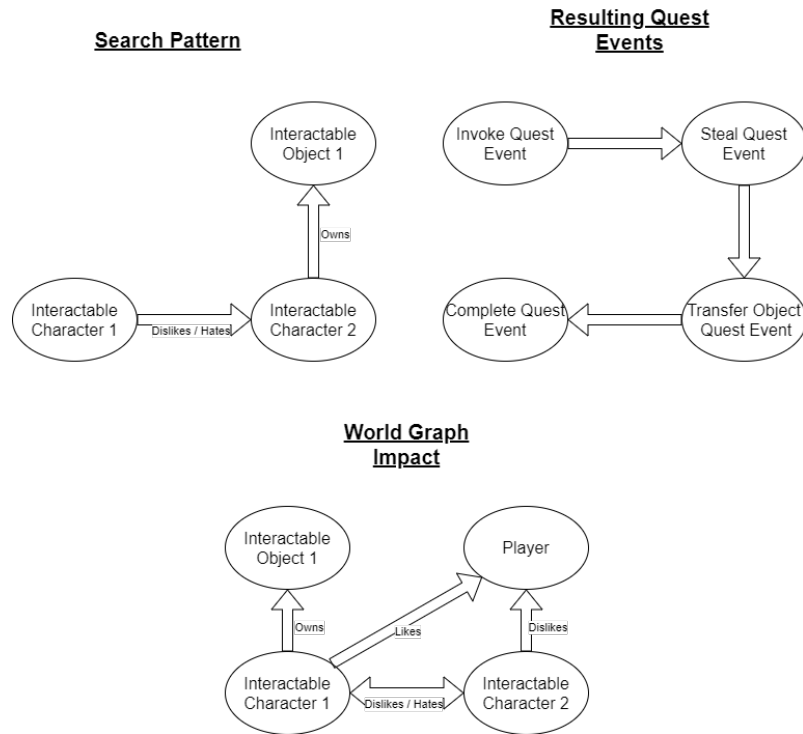 Search Pattern
Interactable
Object 1
Owns
Interactable
Character 1
Dislikes / Hates
Interactable
Character 2
Resulting Quest
Events
Invoke Quest
Event
Steal Quest
Event
Complete Quest
Event
Transfer Object
Quest Event
World Graph
Impact
Interactable
Object 1
Player
Owns
Likes
Dislikes
Interactable
Character 1
Dislikes / Hates
Interactable
Character 2